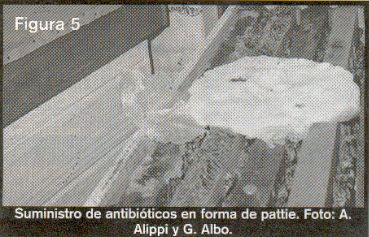 Figura 5
Suministro de antibióticos en forma de pattie. Foto: A.
Alippi y G. Albo.